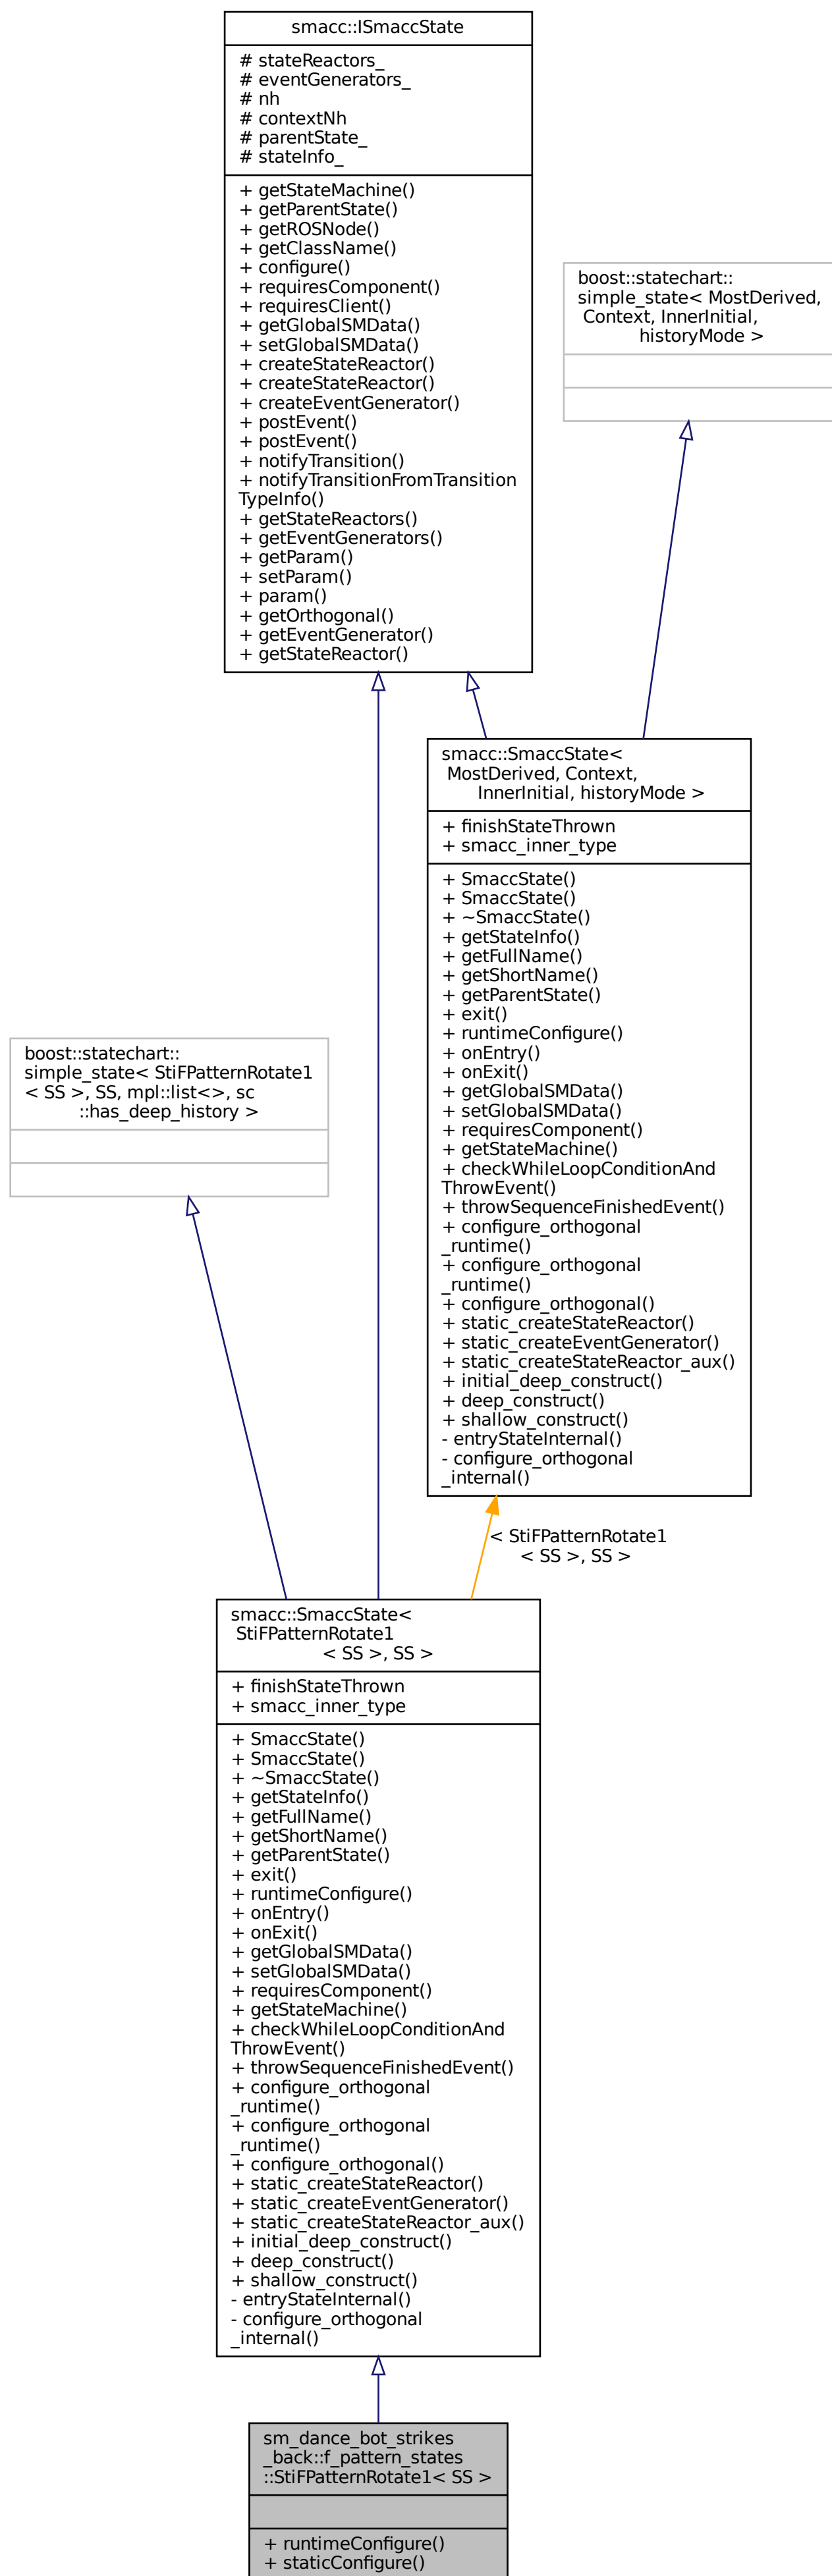 smacc::ISmaccState
# stateReactors_
# eventGenerators_
# nh
# contextNh
# parentState_
# stateInfo_
+ getStateMachine()
+ getParentState()
+ getROSNode()
+ getClassName()
+ configure()
+ requiresComponent()
+ requiresClient()
+ getGlobalSMData()
+ setGlobalSMData()
+ createStateReactor()
+ createStateReactor()
+ createEventGenerator()
+ postEvent()
+ postEvent()
+ notifyTransition()
+ notifyTransitionFromTransition
TypeInfo()
+ getStateReactors()
+ getEventGenerators()
+ getParam()
+ setParam()
+ param()
+ getOrthogonal()
+ getEventGenerator()
+ getStateReactor()
boost::statechart::
simple_state< MostDerived,
Context, InnerInitial,
historyMode >
smacc::SmaccState<
MostDerived, Context,
InnerInitial, historyMode >
+ finishStateThrown
+ smacc_inner_type
+ SmaccState()
+ SmaccState()
+ ~SmaccState()
+ getStateInfo()
+ getFullName()
+ getShortName()
+ getParentState()
+ exit()
+ runtimeConfigure()
+ onEntry()
+ onExit()
+ getGlobalSMData()
+ setGlobalSMData()
+ requiresComponent()
+ getStateMachine()
+ checkWhileLoopConditionAnd
ThrowEvent()
+ throwSequenceFinishedEvent()
+ configure_orthogonal
_runtime()
+ configure_orthogonal
_runtime()
+ configure_orthogonal()
+ static_createStateReactor()
+ static_createEventGenerator()
+ static_createStateReactor_aux()
+ initial_deep_construct()
+ deep_construct()
+ shallow_construct()
- entryStateInternal()
- configure_orthogonal
_internal()
boost::statechart::
simple_state< StiFPatternRotate1
< SS >, SS, mpl::list<>, sc
::has_deep_history >
< StiFPatternRotate1
< SS >, SS >
smacc::SmaccState<
StiFPatternRotate1
< SS >, SS >
+ finishStateThrown
+ smacc_inner_type
+ SmaccState()
+ SmaccState()
+ ~SmaccState()
+ getStateInfo()
+ getFullName()
+ getShortName()
+ getParentState()
+ exit()
+ runtimeConfigure()
+ onEntry()
+ onExit()
+ getGlobalSMData()
+ setGlobalSMData()
+ requiresComponent()
+ getStateMachine()
+ checkWhileLoopConditionAnd
ThrowEvent()
+ throwSequenceFinishedEvent()
+ configure_orthogonal
_runtime()
+ configure_orthogonal
_runtime()
+ configure_orthogonal()
+ static_createStateReactor()
+ static_createEventGenerator()
+ static_createStateReactor_aux()
+ initial_deep_construct()
+ deep_construct()
+ shallow_construct()
- entryStateInternal()
- configure_orthogonal
_internal()
sm_dance_bot_strikes
_back::f_pattern_states
::StiFPatternRotate1< SS >
+ runtimeConfigure()
+ staticConfigure()